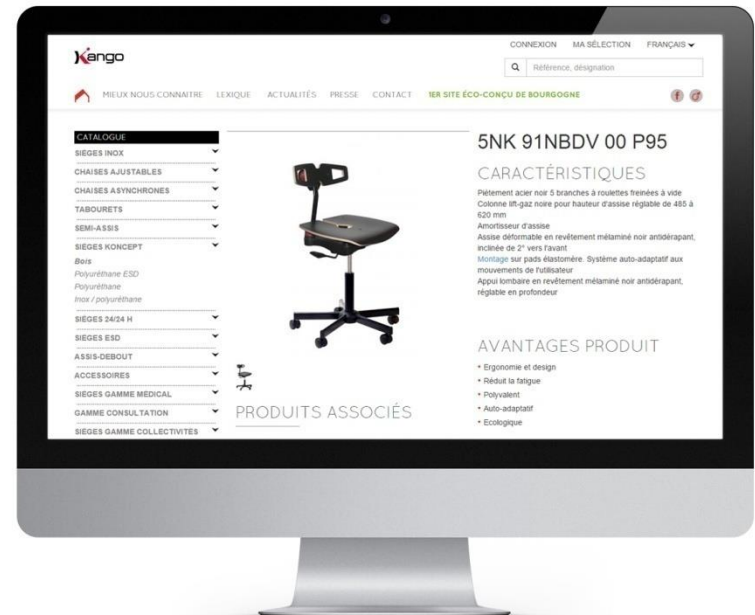 Kango
CONNEXION MA SÉLECTION FRANÇAIS
Référence, désignation
MIEUX NOUS CONNAITRE LEXIQUE ACTUALITÉS PRESSE CONTACT 1ER SITE ÉCO-CONÇU DE BOURGOGNE
CATALOGUE
SIÈGES INOX
CHAISES AJUSTABLES
CHAISES ASYNCHRONES
TABOURETS
SEMI-ASSIS
SIEGES KONCEPT
Bois
Polyuréthane ESD
Polyuréthane
Inox / polyuréthane
SIÈGES 24/24 H
SIÈGES ESD
ASSIS-DEBOUT
ACCESSOIRES
SIÈGES GAMME MÉDICAL
GAMME CONSULTATION
SIÈGES GAMME COLLECTIVITÉS
PRODUITS ASSOCIÉS
5NK 91NBDV 00 P95
CARACTÉRISTIQUES
Piètement acier noir 5 branches à roulettes freinées à vide
Colonne lift-gaz noire pour hauteur d'assise réglable de 485 à
620 mm
Amortisseur d'assise
Assise déformable en revêtement mélaminé noir antidérapant,
inclinée de 2° vers l'avant
Montage sur pads élastomère. Système auto-adaptatif aux
mouvements de l'utilisateur
Appui lombaire en revêtement mélaminé noir antidérapant,
réglable en profondeur
AVANTAGES PRODUIT
• Ergonomie et design
• Réduit la fatigue
• Polyvalent
• Auto-adaptatif
• Ecologique